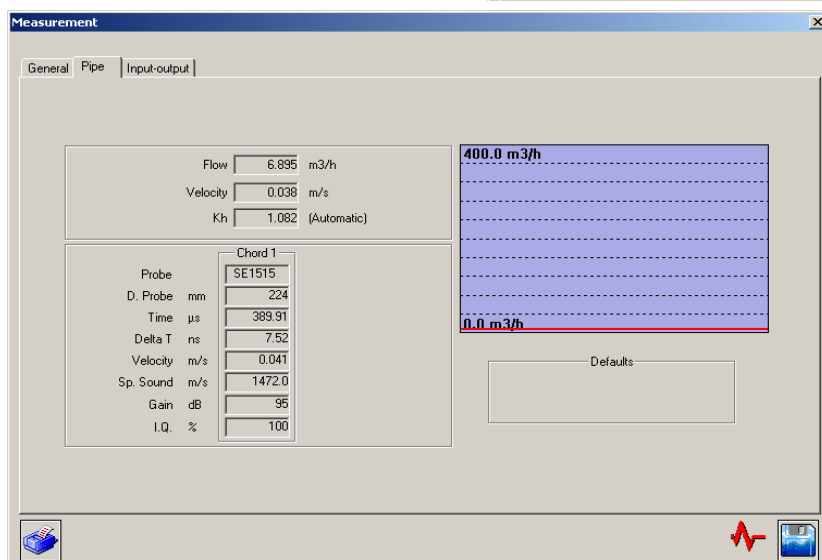 Measurement
General Pipe Input-output
Flow 6.895 m3/h
Velocity 0.038 m/s
Kh 1.082 (Automatic)
400.0 m3/h
0.0 m3/h
Chord 1
Probe SE1515
D. Probe mm 224
Time µs 389.91
Delta T ns 7.52
Velocity m/s 0.041
Sp. Sound m/s 1472.0
Gain dB 95
I.Q. % 100
Defaults